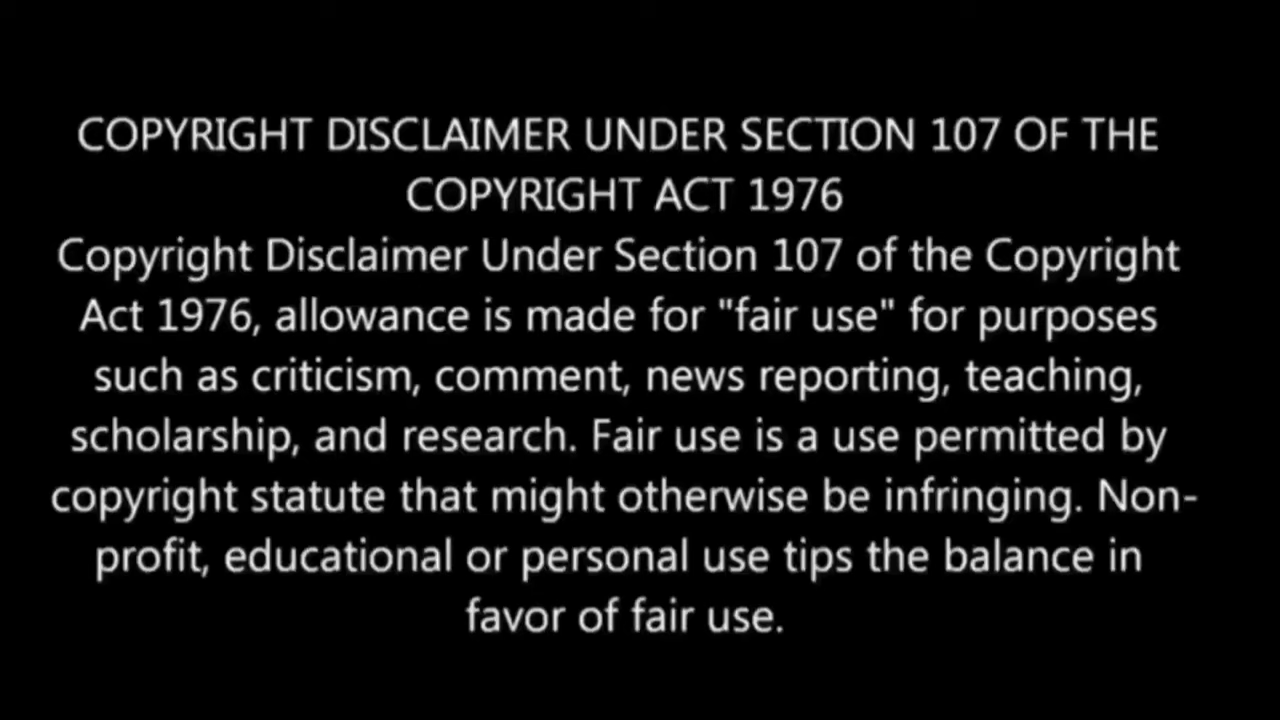 COPYRIGHT DISCLAIMER UNDER SECTION 107 OF THE
COPYRIGHT ACT 1976
Copyright Disclaimer Under Section 107 of the Copyright
Act 1976, allowance is made for "fair use" for purposes
such as criticism, comment, news reporting, teaching,
scholarship, and research. Fair use is a use permitted by
copyright statute that might otherwise be infringing. Non-
profit, educational or personal use tips the balance in
favor of fair use.